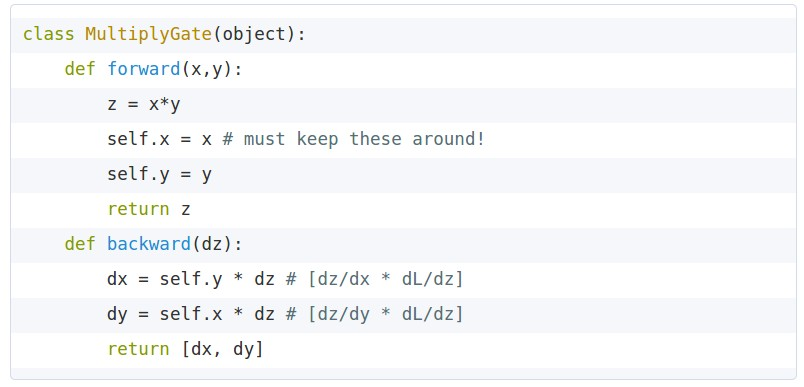 class MultiplyGate(object):
    def forward(x,y):
        z = x*y
        self.x = x # must keep these around!
        self.y = y
        return z
    def backward(dz):
        dx = self.y * dz # [dz/dx * dL/dz]
        dy = self.x * dz # [dz/dy * dL/dz]
        return [dx, dy]